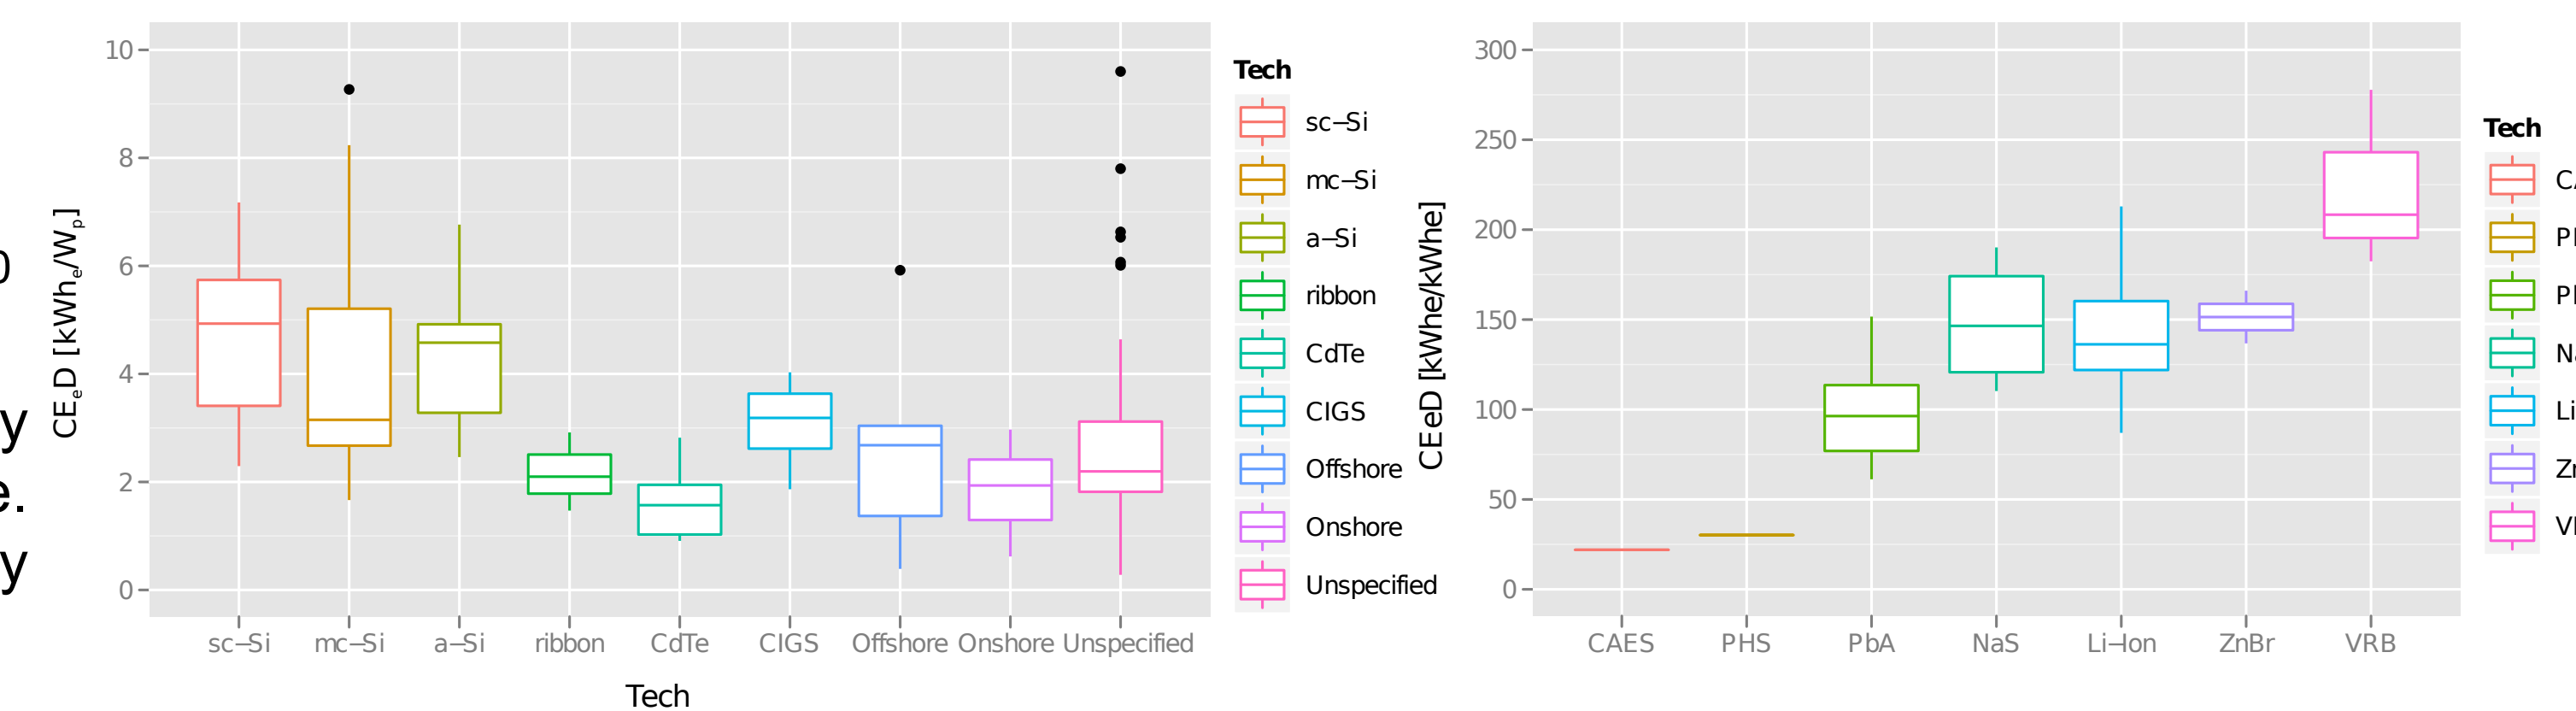 10
8
6
4
2
0
CEeD [kWhe/Wp]
sc–Si
mc–Si
a–Si
ribbon
CdTe
CIGS
Offshore
Onshore
Unspecified
Tech
Tech
sc–Si
mc–Si
a–Si
ribbon
CdTe
CIGS
Offshore
Onshore
Unspecified
300
250
200
150
100
50
0
CEeD [kWhe/kWhe]
CAES
PHS
PbA
NaS
Li–Ion
ZnBr
VRB
Tech